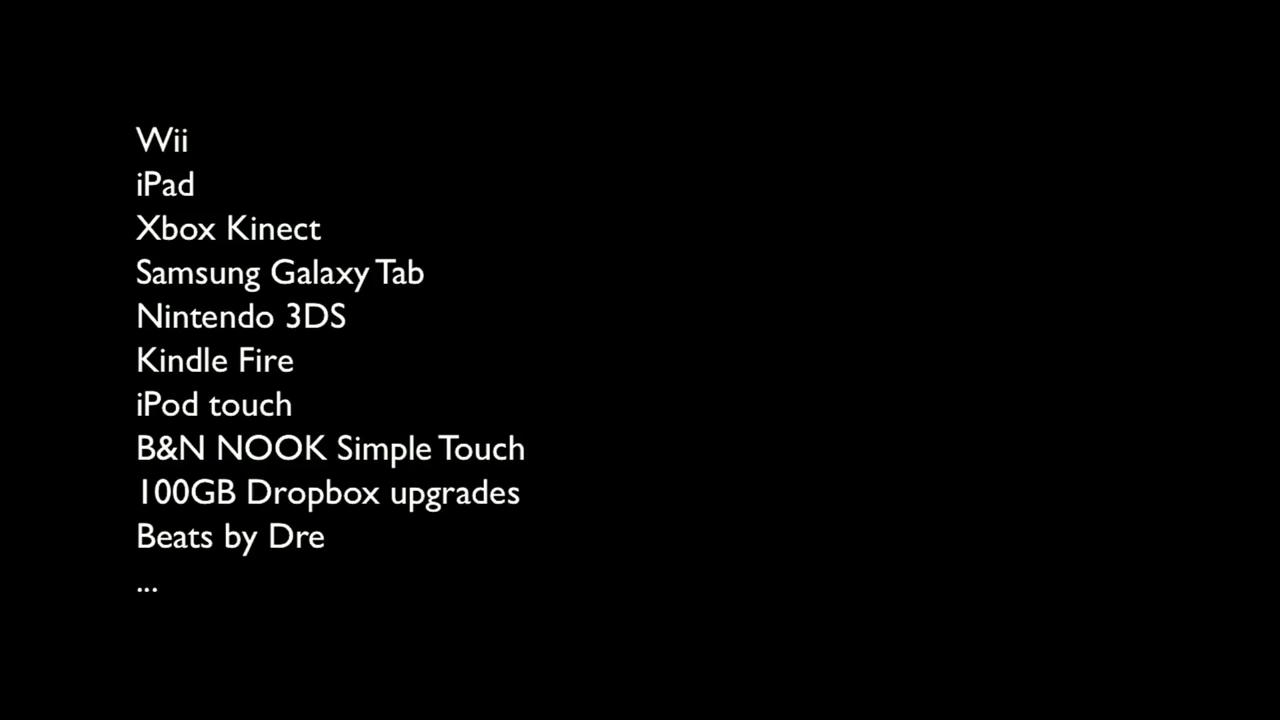 Wii
iPad
Xbox Kinect
Samsung Galaxy Tab
Nintendo 3DS
Kindle Fire
iPod touch
B&N NOOK Simple Touch
100GB Dropbox upgrades
Beats by Dre
...